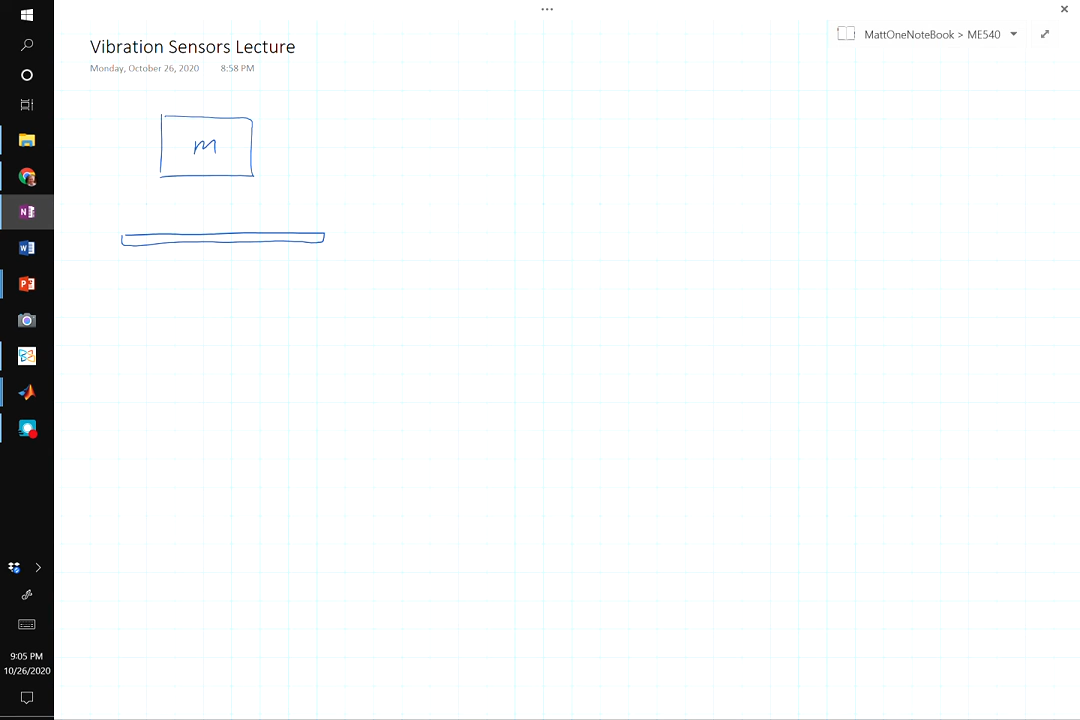 Vibration Sensors Lecture
Monday, October 26, 2020 8:58 PM
MattOneNoteBook > ME540
m
9:05 PM
10/26/2020